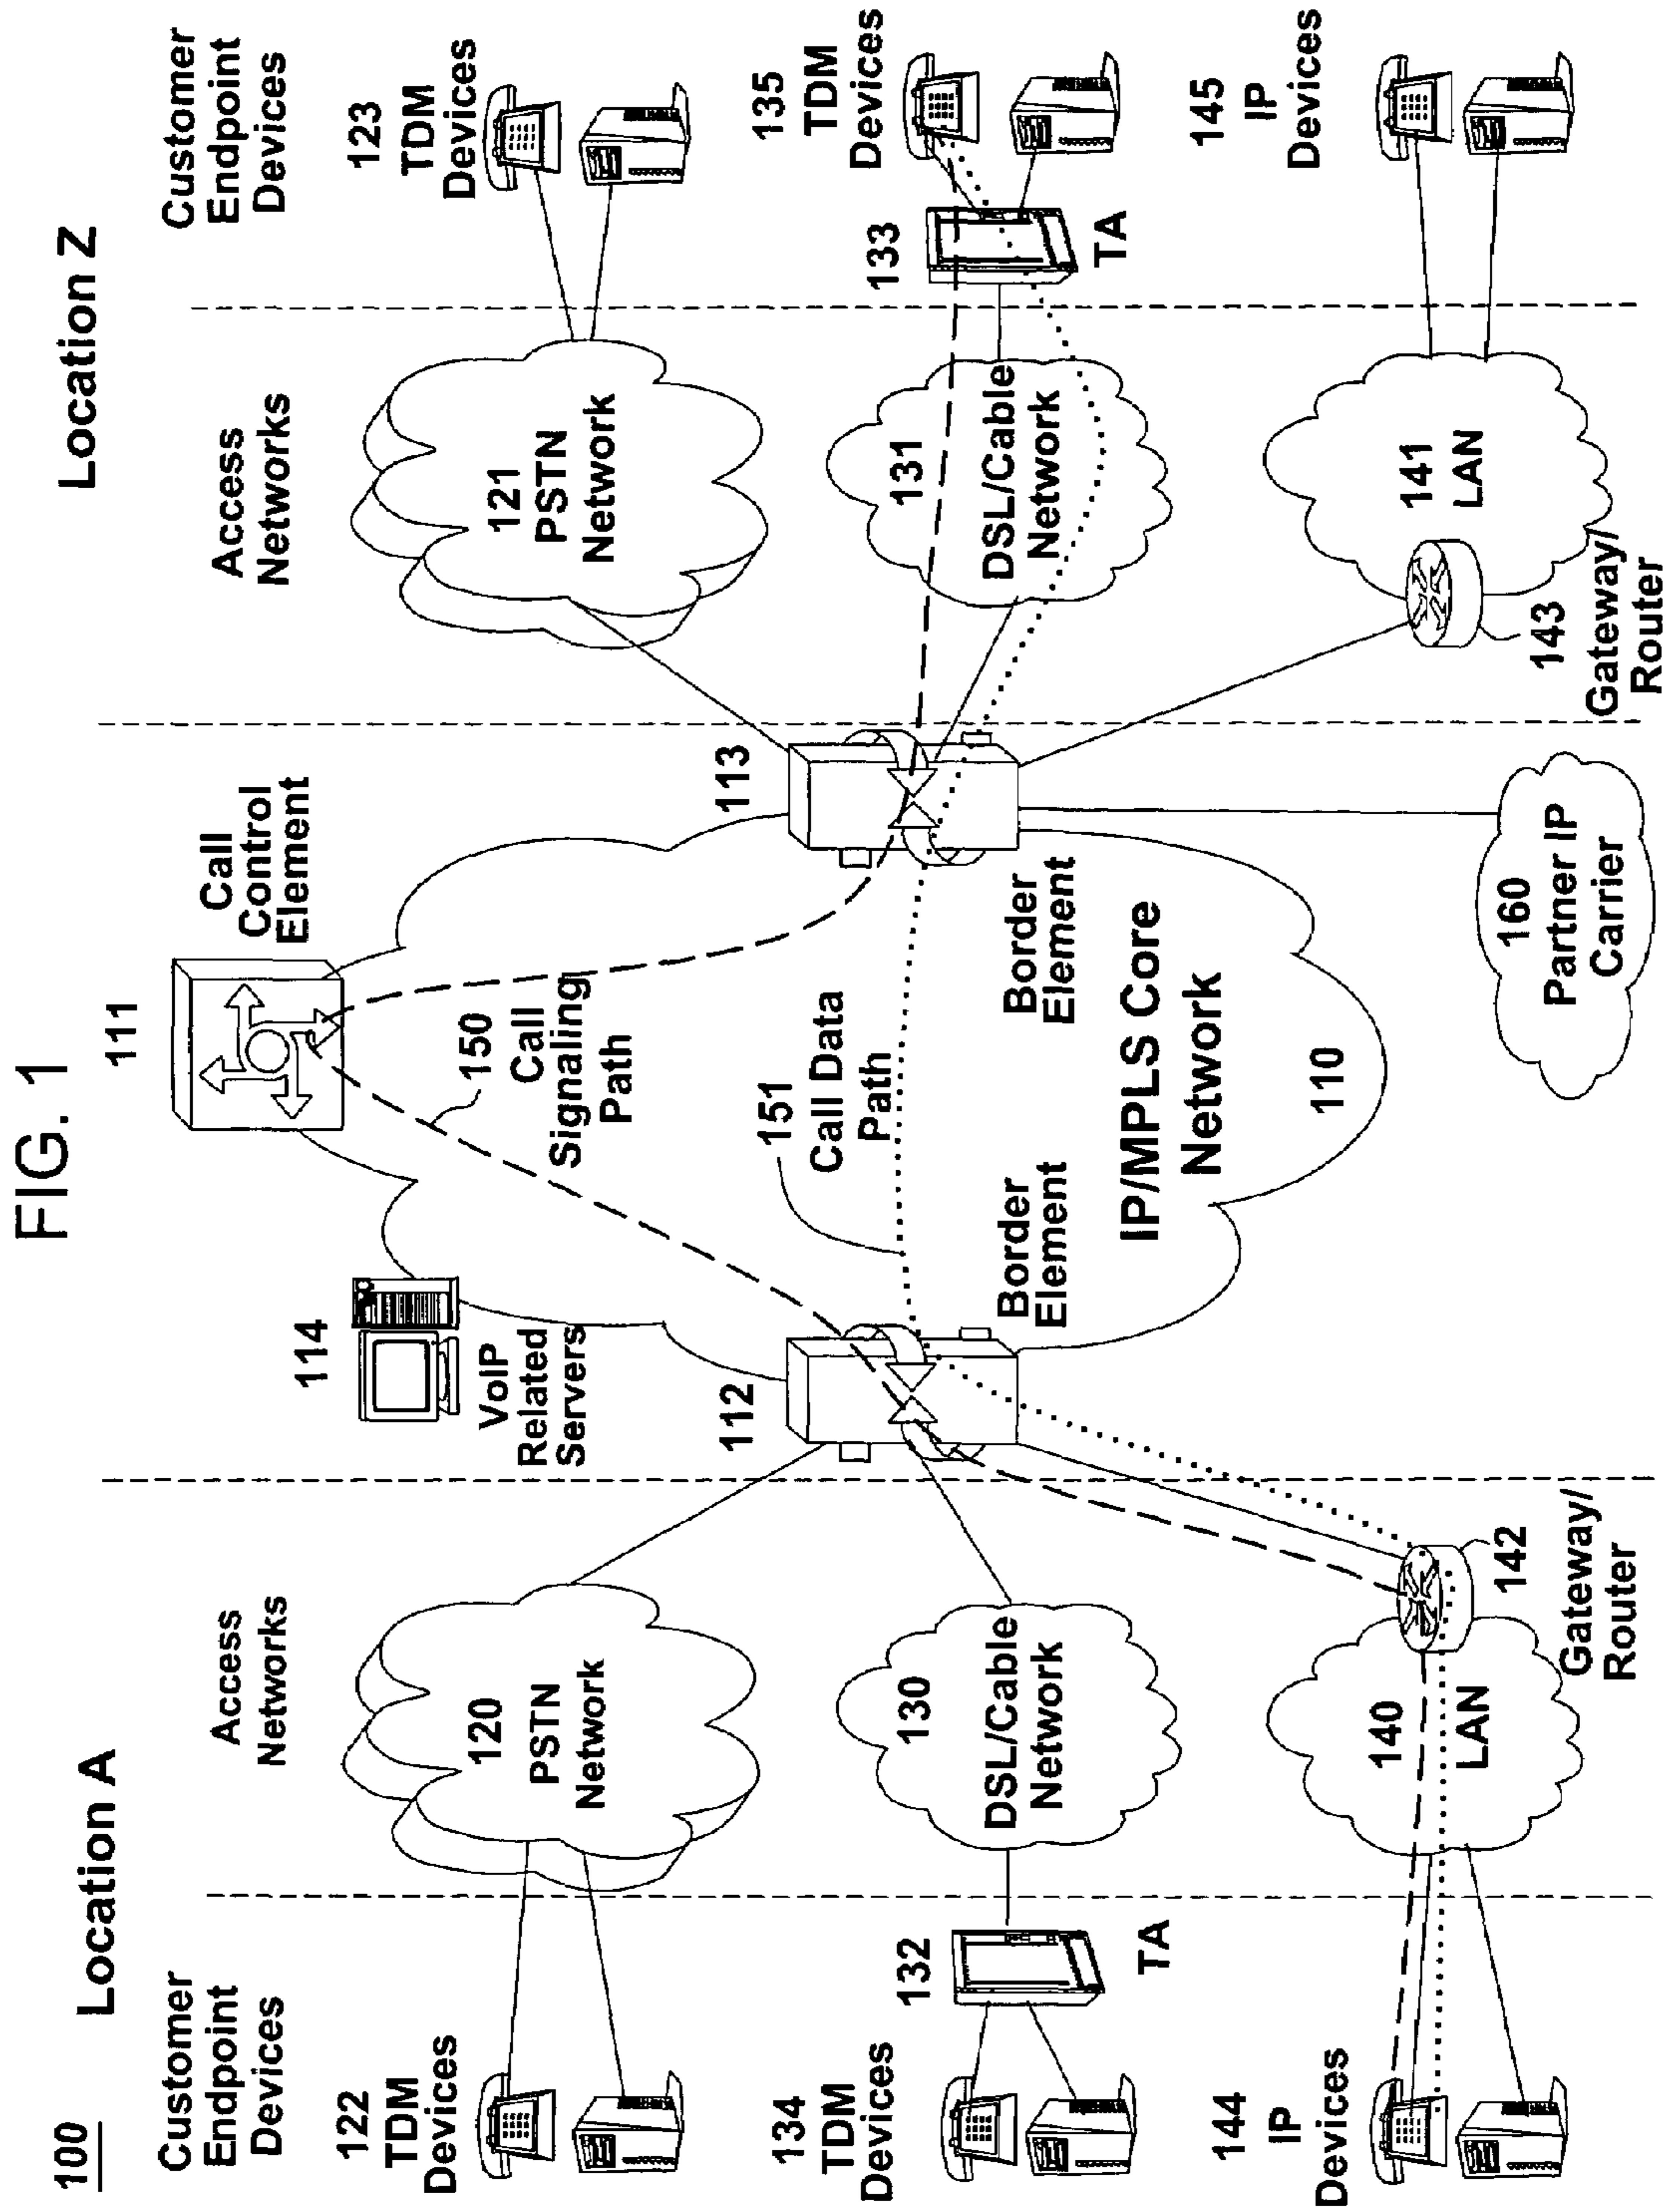 FIG. 1
100
Location A
Location Z
Customer
Endpoint
Devices
Access
Networks
111
Call
Control
Element
Access
Networks
Customer
Endpoint
Devices
122
TDM
Devices
120
PSTN
Network
114
VoIP
Related
Servers
150
Call
Signaling
Path
121
PSTN
Network
123
TDM
Devices
112
113
151
Call Data
Path
134
TDM
Devices
132
TA
130
DSL/Cable
Network
Border
Element
Border
Element
131
DSL/Cable
Network
133
TA
135
TDM
Devices
IP/MPLS Core
Network
110
144
IP
Devices
140
LAN
142
Gateway/
Router
160
Partner IP
Carrier
143
Gateway/
Router
141
LAN
145
IP
Devices